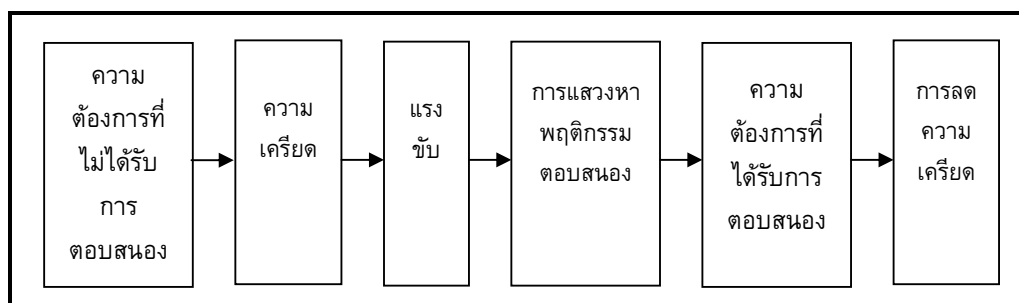 ความ
ต้องการที่
ไม่ได้รับ
การ
ตอบสนอง
ความ
เครียด
แรง
ขับ
การแสวงหา
พฤติกรรม
ตอบสนอง
ความ
ต้องการที่
ได้รับการ
ตอบสนอง
การลด
ความ
เครียด